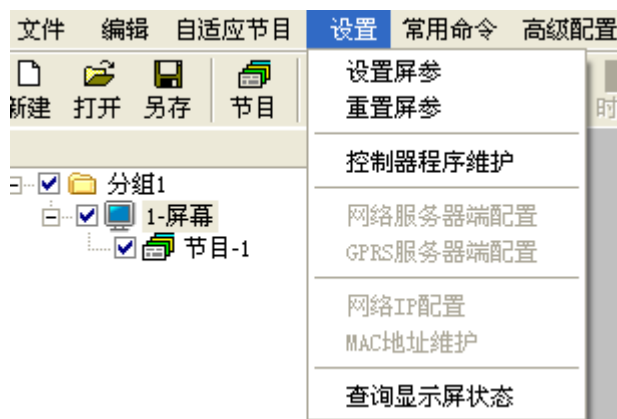 文件 编辑 自适应节目 设置 常用命令 高级配置
新建 打开 另存 节目 时
设置屏参
重置屏参
控制器程序维护
网络服务器端配置
GPRS服务器端配置
网络IP配置
MAC地址维护
查询显示屏状态
分组1
1-屏幕
节目-1